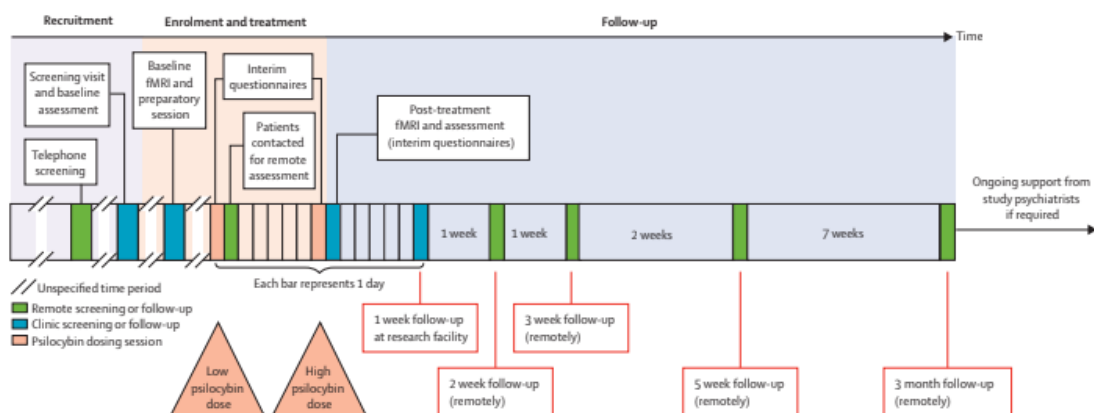 Recruitment
Enrolment and treatment
Follow-up
Time
Screening visit
and baseline
assessment
Baseline
fMRI and
preparatory
session
Interim
questionnaires
Telephone
screening
Patients
contacted
for remote
assessment
Post-treatment
fMRI and assessment
(interim questionnaires)
Ongoing support from
study psychiatrists
if required
1 week
1 week
2 weeks
7 weeks
Each bar represents 1 day
Unspecified time period
Remote screening or follow-up
Clinic screening or follow-up
Psilocybin dosing session
Low
psilocybin
dose
High
psilocybin
dose
1 week follow-up
at research facility
2 week follow-up
(remotely)
3 week follow-up
(remotely)
5 week follow-up
(remotely)
3 month follow-up
(remotely)